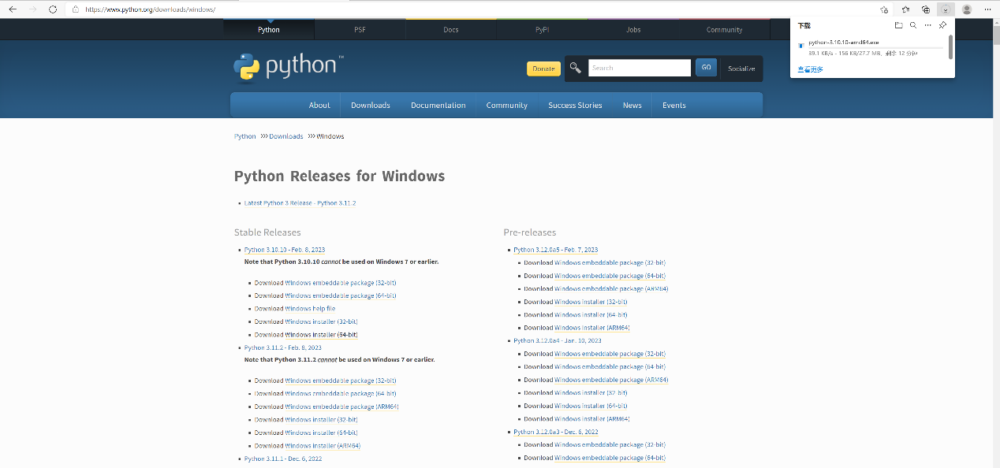 https://www.python.org/downloads/windows/
Python
PSF
Docs
PyPI
Jobs
Community
下载
python-3.10.10-amd64.exe
39.1 KB/s - 156 KB/27.7 MB, 剩余 12 分钟
查看更多
python™
Donate
Search
GO
Socialize
About
Downloads
Documentation
Community
Success Stories
News
Events
Python >>> Downloads >>> Windows
Python Releases for Windows
Latest Python 3 Release - Python 3.11.2
Stable Releases
Python 3.10.10 - Feb. 8, 2023
Note that Python 3.10.10 cannot be used on Windows 7 or earlier.
Download Windows embeddable package (32-bit)
Download Windows embeddable package (64-bit)
Download Windows help file
Download Windows installer (32-bit)
Download Windows installer (64-bit)
Python 3.11.2 - Feb. 8, 2023
Note that Python 3.11.2 cannot be used on Windows 7 or earlier.
Download Windows embeddable package (32-bit)
Download Windows embeddable package (64-bit)
Download Windows embeddable package (ARM64)
Download Windows installer (32-bit)
Download Windows installer (64-bit)
Download Windows installer (ARM64)
Python 3.11.1 - Dec. 6, 2022
Pre-releases
Python 3.12.0a5 - Feb. 7, 2023
Download Windows embeddable package (32-bit)
Download Windows embeddable package (64-bit)
Download Windows embeddable package (ARM64)
Download Windows installer (32-bit)
Download Windows installer (64-bit)
Download Windows installer (ARM64)
Python 3.12.0a4 - Jan. 10, 2023
Download Windows embeddable package (32-bit)
Download Windows embeddable package (64-bit)
Download Windows embeddable package (ARM64)
Download Windows installer (32-bit)
Download Windows installer (64-bit)
Download Windows installer (ARM64)
Python 3.12.0a3 - Dec. 6, 2022
Download Windows embeddable package (32-bit)
Download Windows embeddable package (64-bit)